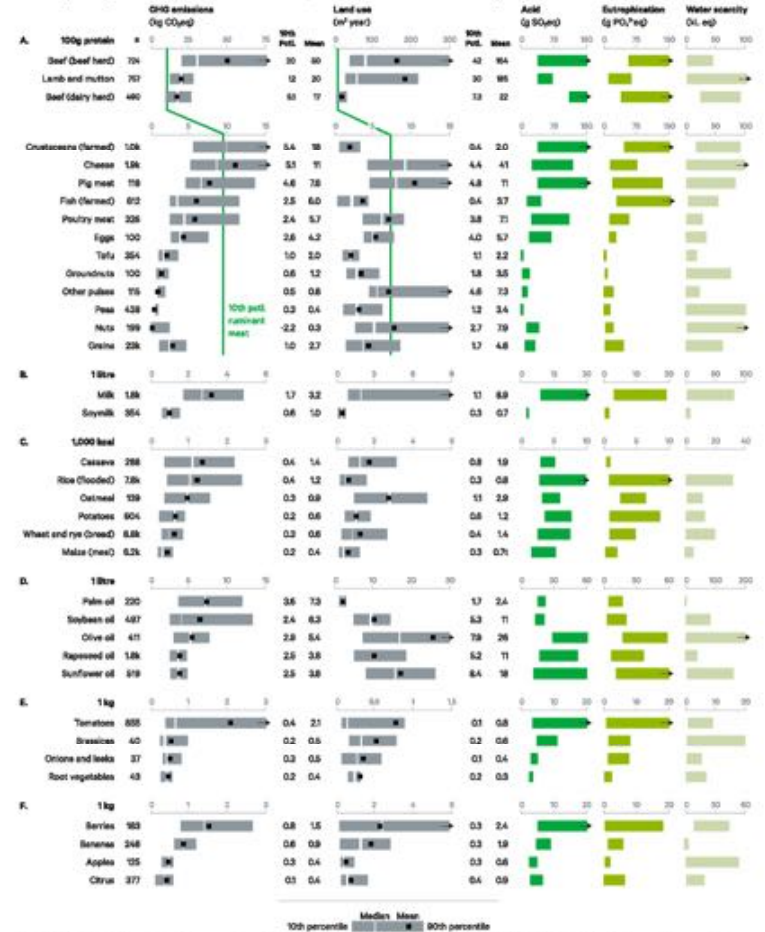 GHG emissions Land use Acid Eutrophication Water scarcity
(kg CO₂eq) (m² year) (g SO₂eq) (g PO₄³⁻eq) (kL eq)
A. 100g protein n 10th Pctl. Mean 10th Pctl. Mean
Beef (beef herd) 724 20 50 42 164
Lamb and mutton 757 12 20 30 185
Beef (dairy herd) 490 9.1 17 7.3 22
Crustaceans (farmed) 1.0k 5.4 18 0.4 2.0
Cheese 1.9k 5.1 11 4.4 41
Pig meat 116 4.6 7.6 4.8 11
Fish (farmed) 612 2.5 6.0 0.4 3.7
Poultry meat 326 2.4 5.7 3.8 7.1
Eggs 100 2.6 4.2 4.0 5.7
Tofu 354 1.0 2.0 1.1 2.2
Groundnuts 100 0.6 1.2 1.8 3.5
Other pulses 115 0.5 0.8 4.6 7.3
Peas 438 0.3 0.4 1.2 3.4
Nuts 199 -2.2 0.3 2.7 7.9
Grains 23k 1.0 2.7 1.7 4.6
10th pctl.
ruminant
meat
B. 1 litre
Milk 1.8k 1.7 3.2 1.1 8.9
Soymilk 354 0.6 1.0 0.3 0.7
C. 1,000 kcal
Cassava 288 0.4 1.4 0.8 1.9
Rice (flooded) 7.8k 0.4 1.2 0.3 0.8
Oatmeal 139 0.3 0.9 1.1 2.9
Potatoes 604 0.2 0.6 0.6 1.2
Wheat and rye (bread) 8.8k 0.3 0.6 0.4 1.4
Maize (meal) 6.2k 0.2 0.4 0.3 0.7
D. 1 litre
Palm oil 220 3.6 7.3 1.7 2.4
Soybean oil 497 2.4 6.3 5.3 11
Olive oil 411 2.9 5.4 7.9 26
Rapeseed oil 1.8k 2.5 3.8 5.2 11
Sunflower oil 519 2.5 3.6 8.4 18
E. 1 kg
Tomatoes 855 0.4 2.1 0.1 0.8
Brassicas 40 0.2 0.5 0.2 0.6
Onions and leeks 37 0.3 0.5 0.1 0.4
Root vegetables 43 0.2 0.4 0.2 0.3
F. 1 kg
Berries 183 0.8 1.5 0.3 2.4
Bananas 246 0.6 0.9 0.3 1.9
Apples 125 0.3 0.4 0.3 0.6
Citrus 377 0.1 0.4 0.4 0.9
Median Mean
10th percentile 90th percentile